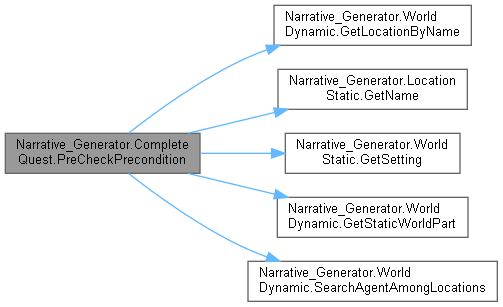 Narrative_Generator.Complete
Quest.PreCheckPrecondition
Narrative_Generator.World
Dynamic.GetLocationByName
Narrative_Generator.Location
Static.GetName
Narrative_Generator.World
Static.GetSetting
Narrative_Generator.World
Dynamic.GetStaticWorldPart
Narrative_Generator.World
Dynamic.SearchAgentAmongLocations